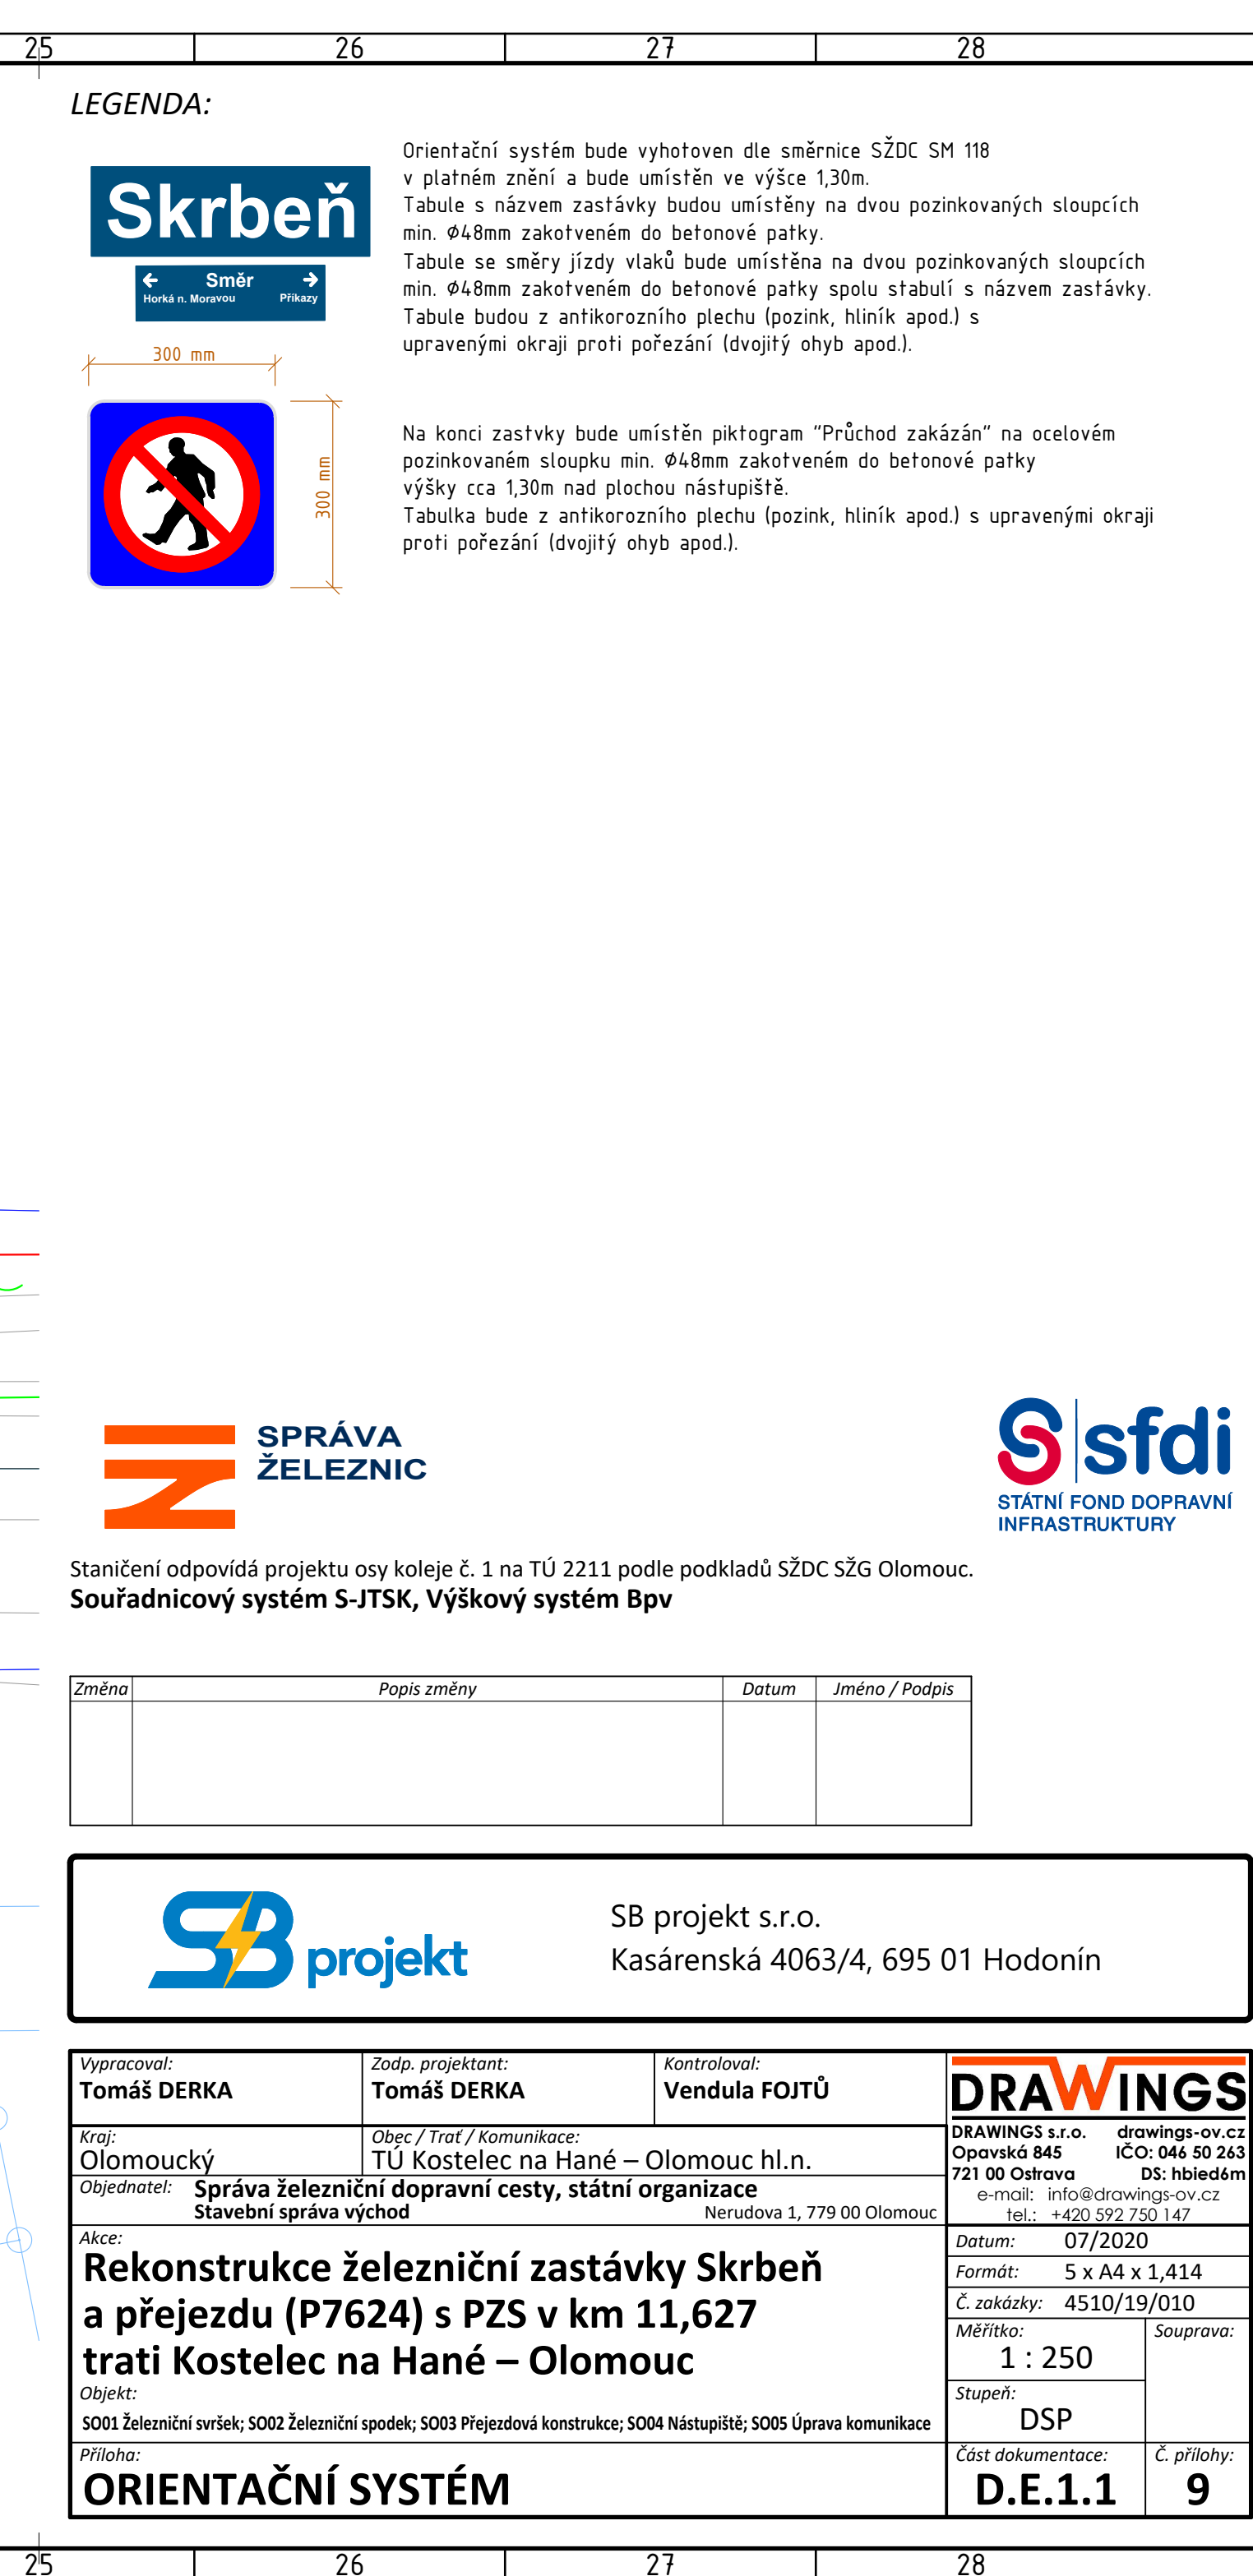 25 26 27 28
LEGENDA:
Skrbeň
← Směr →
Horká n. Moravou Příkazy
300 mm
300 mm
Orientační systém bude vyhotoven dle směrnice SŽDC SM 118
v platném znění a bude umístěn ve výšce 1,30m.
Tabule s názvem zastávky budou umístěny na dvou pozinkovaných sloupcích
min. Ø48mm zakotveném do betonové patky.
Tabule se směry jízdy vlaků bude umístěna na dvou pozinkovaných sloupcích
min. Ø48mm zakotveném do betonové patky spolu stabulí s názvem zastávky.
Tabule budou z antikorozního plechu (pozink, hliník apod.) s
upravenými okraji proti pořezání (dvojitý ohyb apod.).
Na konci zastvky bude umístěn piktogram "Průchod zakázán" na ocelovém
pozinkovaném sloupku min. Ø48mm zakotveném do betonové patky
výšky cca 1,30m nad plochou nástupiště.
Tabulka bude z antikorozního plechu (pozink, hliník apod.) s upravenými okraji
proti pořezání (dvojitý ohyb apod.).
SPRÁVA
ŽELEZNIC
sfdi
STÁTNÍ FOND DOPRAVNÍ
INFRASTRUKTURY
Staničení odpovídá projektu osy koleje č. 1 na TÚ 2211 podle podkladů SŽDC SŽG Olomouc.
Souřadnicový systém S-JTSK, Výškový systém Bpv
Změna Popis změny Datum Jméno / Podpis
SB projekt
SB projekt s.r.o.
Kasárenská 4063/4, 695 01 Hodonín
Vypracoval: Zodp. projektant: Kontroloval:
Tomáš DERKA Tomáš DERKA Vendula FOJTŮ
Kraj: Obec / Trať / Komunikace:
Olomoucký TÚ Kostelec na Hané – Olomouc hl.n.
Objednatel: Správa železniční dopravní cesty, státní organizace
Stavební správa východ Nerudova 1, 779 00 Olomouc
DRAWINGS
DRAWINGS s.r.o. drawings-ov.cz
Opavská 845 IČO: 046 50 263
721 00 Ostrava DS: hbied6m
e-mail: info@drawings-ov.cz
tel.: +420 592 750 147
Akce:
Rekonstrukce železniční zastávky Skrbeň
a přejezdu (P7624) s PZS v km 11,627
trati Kostelec na Hané – Olomouc
Objekt:
SO01 Železniční svršek; SO02 Železniční spodek; SO03 Přejezdová konstrukce; SO04 Nástupiště; SO05 Úprava komunikace
Příloha:
ORIENTAČNÍ SYSTÉM
Datum: 07/2020
Formát: 5 x A4 x 1,414
Č. zakázky: 4510/19/010
Měřítko: Souprava:
1 : 250
Stupeň:
DSP
Část dokumentace: Č. přílohy:
D.E.1.1 9
25 26 27 28